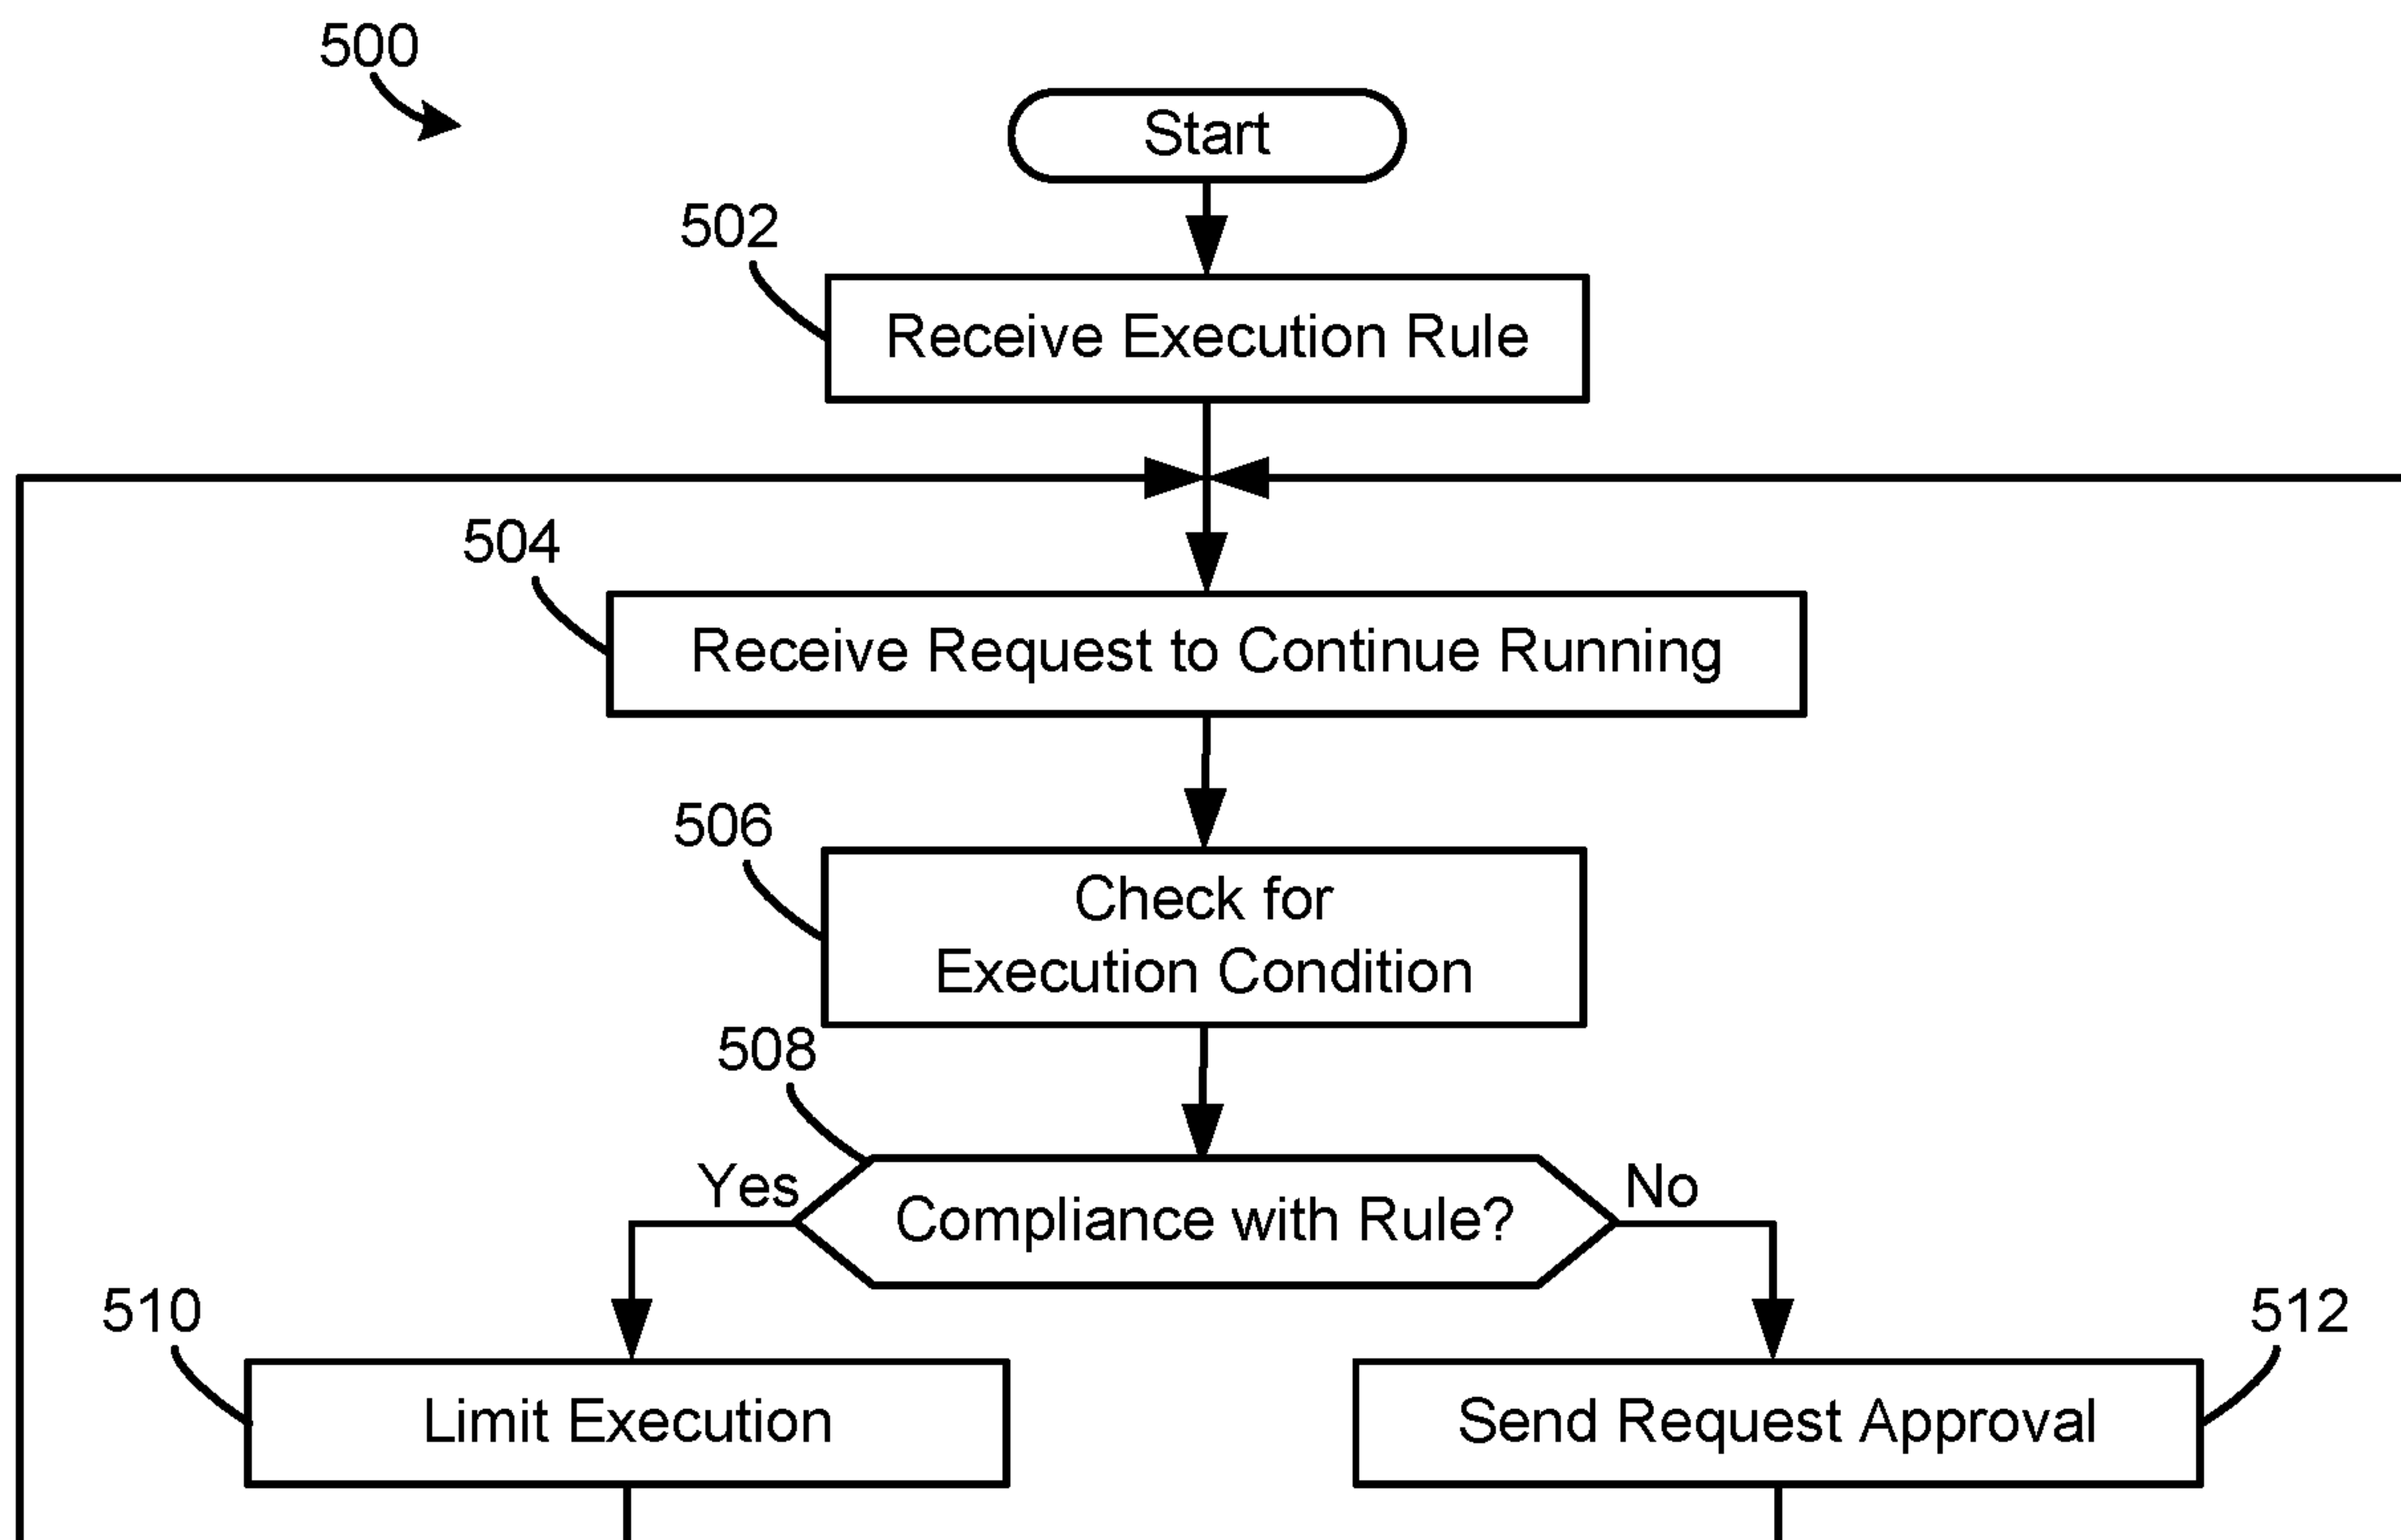 500
Start
502
Receive Execution Rule
504
Receive Request to Continue Running
506
Check for
Execution Condition
508
Yes
Compliance with Rule?
No
510
Limit Execution
512
Send Request Approval